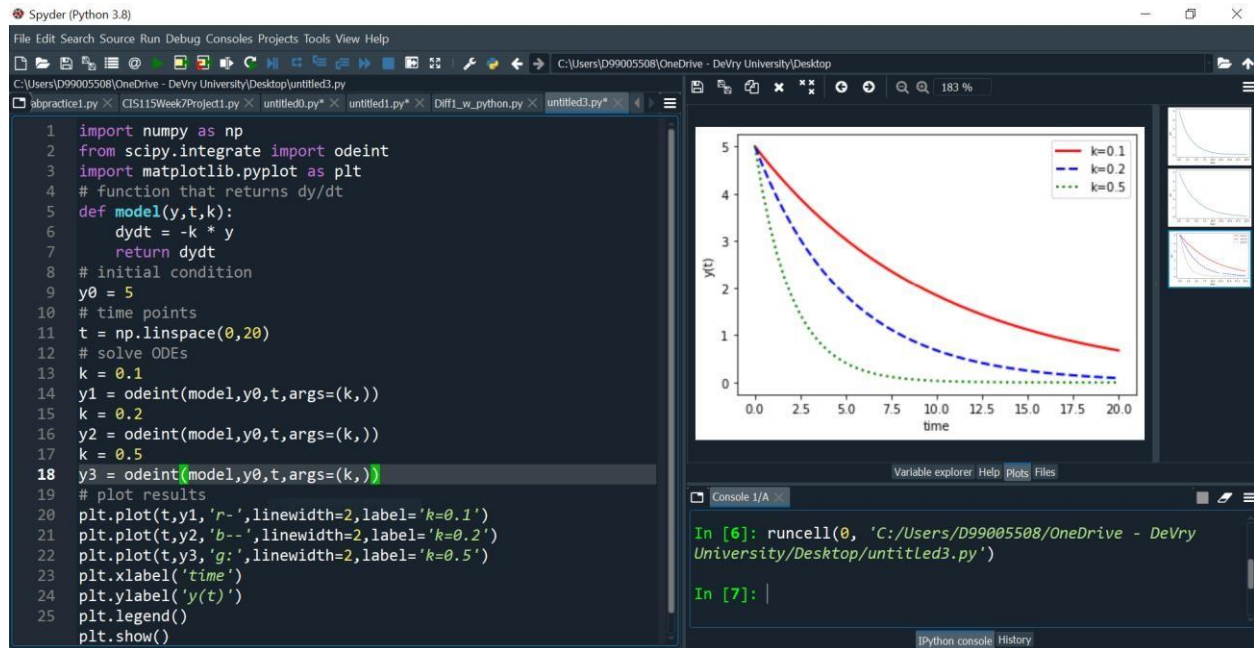 Spyder (Python 3.8)
File Edit Search Source Run Debug Consoles Projects Tools View Help
C:\Users\D99005508\OneDrive - DeVry University\Desktop
C:\Users\D99005508\OneDrive - DeVry University\Desktop\untitled3.py
abpractice1.py CIS115Week7Project1.py untitled0.py* untitled1.py* Diff1_w_python.py untitled3.py*
1 import numpy as np
2 from scipy.integrate import odeint
3 import matplotlib.pyplot as plt
4 # function that returns dy/dt
5 def model(y,t,k):
6 dydt = -k * y
7 return dydt
8 # initial condition
9 y0 = 5
10 # time points
11 t = np.linspace(0,20)
12 # solve ODEs
13 k = 0.1
14 y1 = odeint(model,y0,t,args=(k,))
15 k = 0.2
16 y2 = odeint(model,y0,t,args=(k,))
17 k = 0.5
18 y3 = odeint(model,y0,t,args=(k,))
19 # plot results
20 plt.plot(t,y1,'r-',linewidth=2,label='k=0.1')
21 plt.plot(t,y2,'b--',linewidth=2,label='k=0.2')
22 plt.plot(t,y3,'g:',linewidth=2,label='k=0.5')
23 plt.xlabel('time')
24 plt.ylabel('y(t)')
25 plt.legend()
plt.show()
183 %
k=0.1
k=0.2
k=0.5
5
4
3
2
1
0
y(t)
0.0 2.5 5.0 7.5 10.0 12.5 15.0 17.5 20.0
time
Variable explorer Help Plots Files
Console 1/A
In [6]: runcell(0, 'C:/Users/D99005508/OneDrive - DeVry
University/Desktop/untitled3.py')
In [7]:
IPython console History